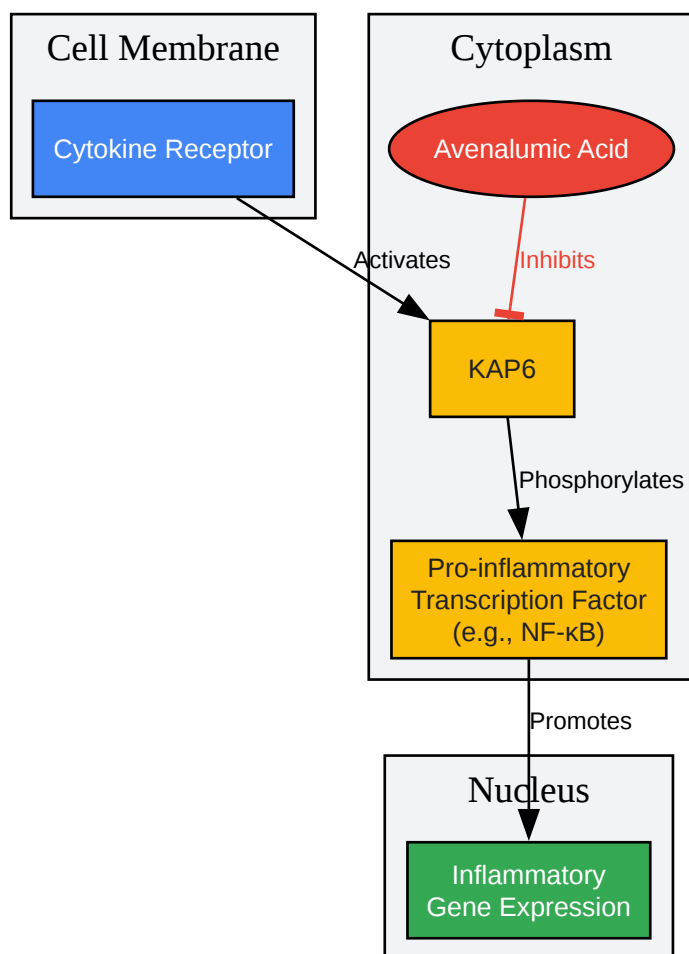 Cell Membrane
Cytoplasm
Cytokine Receptor
Avenalumic Acid
Activates
Inhibits
KAP6
Phosphorylates
Pro-inflammatory
Transcription Factor
(e.g., NF-κB)
Promotes
Nucleus
Inflammatory
Gene Expression